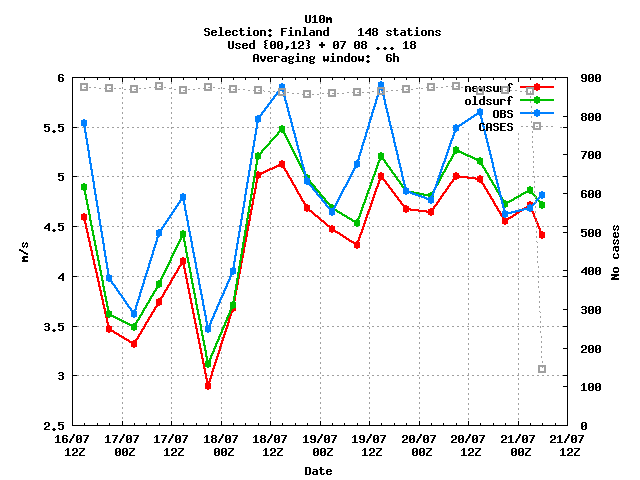 U10m
Selection: Finland 148 stations
Used {00,12} + 07 08 ... 18
Averaging window: 6h
newsurf
oldsurf
OBS
CASES
6
5.5
5
4.5
4
3.5
3
2.5
m/s
900
800
700
600
500
400
300
200
100
0
No cases
16/07 17/07 17/07 18/07 18/07 19/07 19/07 20/07 20/07 21/07 21/07
12Z 00Z 12Z 00Z 12Z 00Z 12Z 00Z 12Z 00Z 12Z
Date